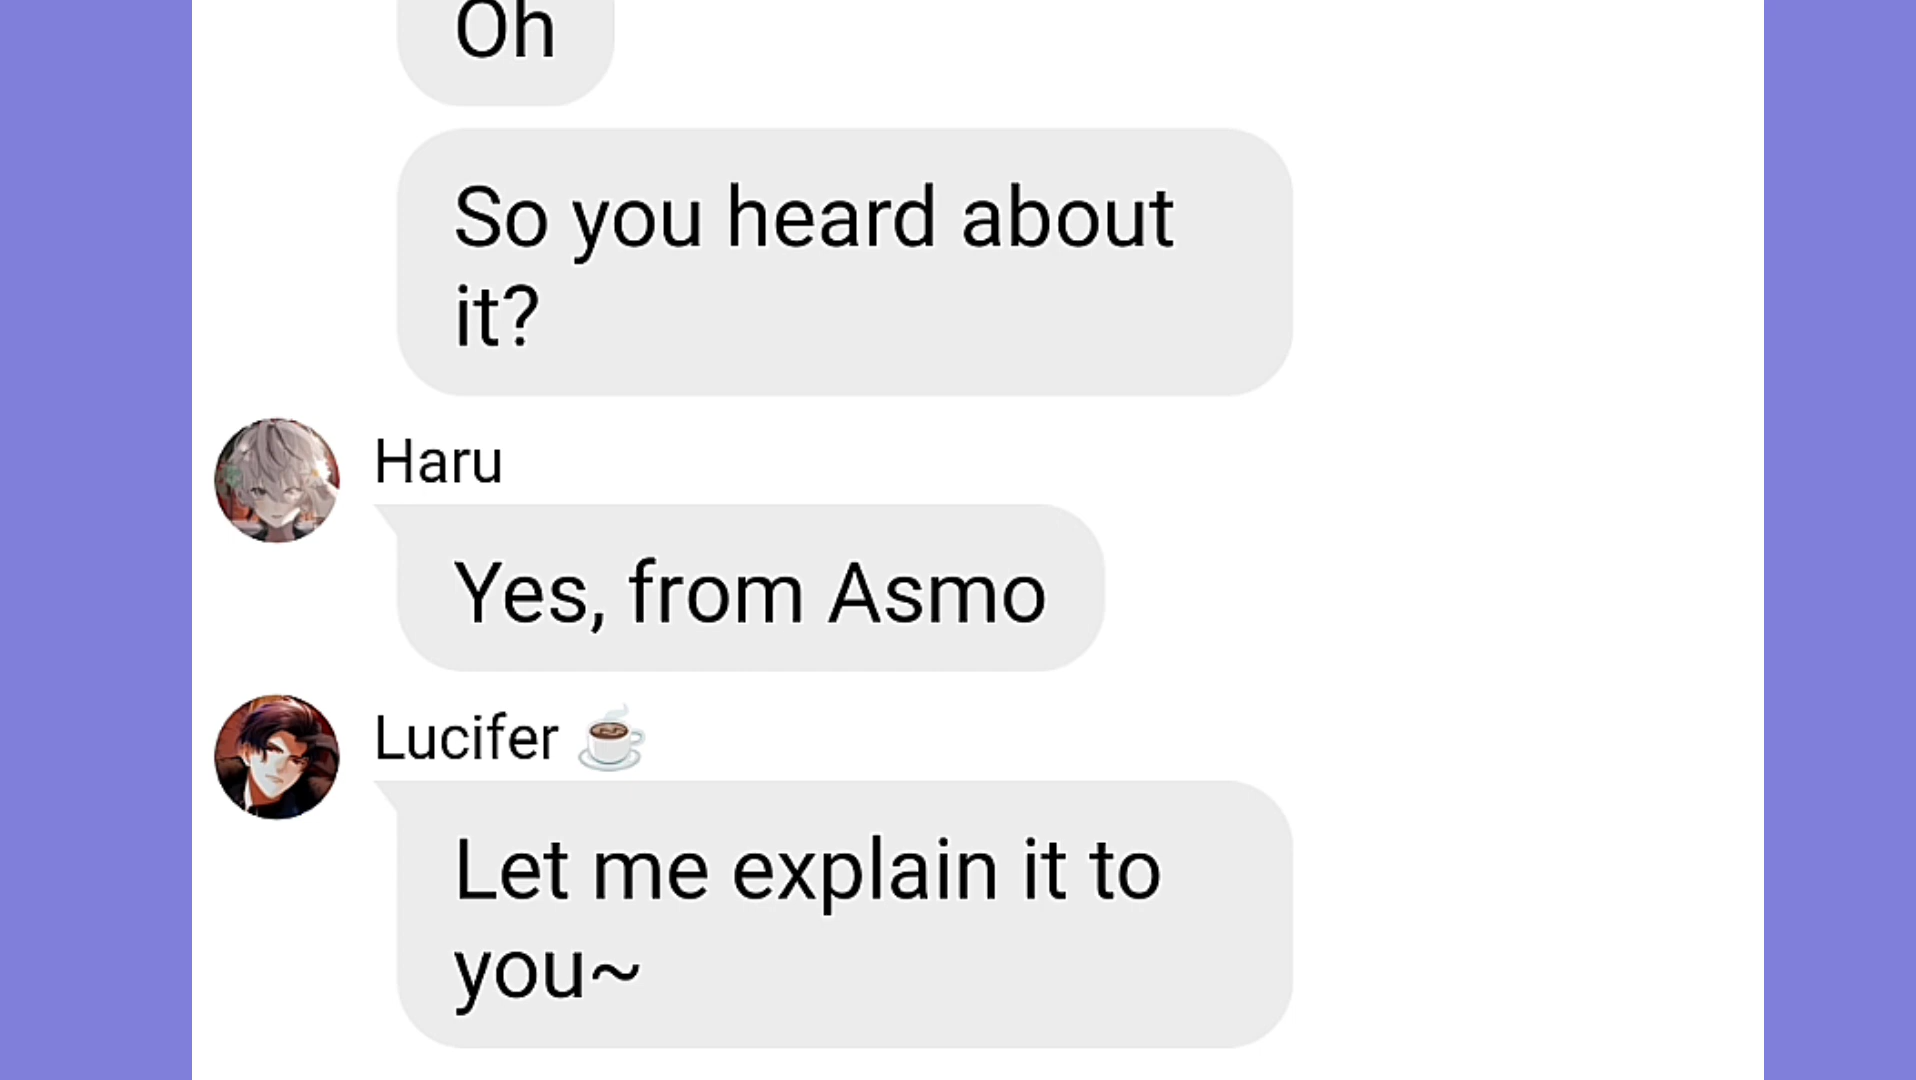 Oh
So you heard about
it?
Haru
Yes, from Asmo
Lucifer ☕
Let me explain it to
you~